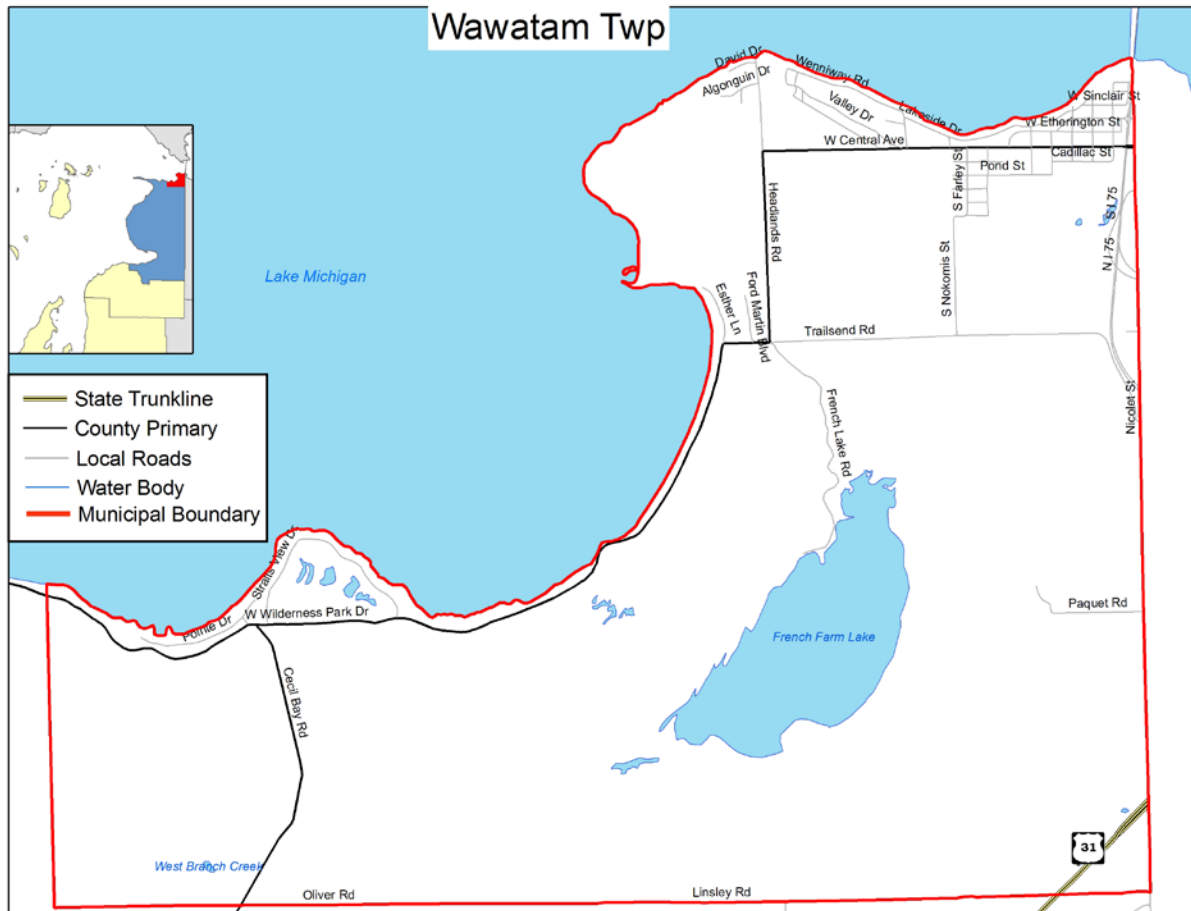 Wawatam Twp
David Dr
Wenniway Rd
Algonguin Dr
Valley Dr
Lakeside Dr
W Sinclair St
W Etherington St
W Central Ave
Cadillac St
Pond St
S Farley St
Headlands Rd
S I 75
N I 75
Lake Michigan
S Nokomis St
Esther Ln
Ford Martin Blvd
Trailsend Rd
Nicolet St
French Lake Rd
State Trunkline
County Primary
Local Roads
Water Body
Municipal Boundary
Straits View Dr
Pointe Dr
W Wilderness Park Dr
Paquet Rd
French Farm Lake
Cecil Bay Rd
31
West Branch Creek
Oliver Rd
Linsley Rd